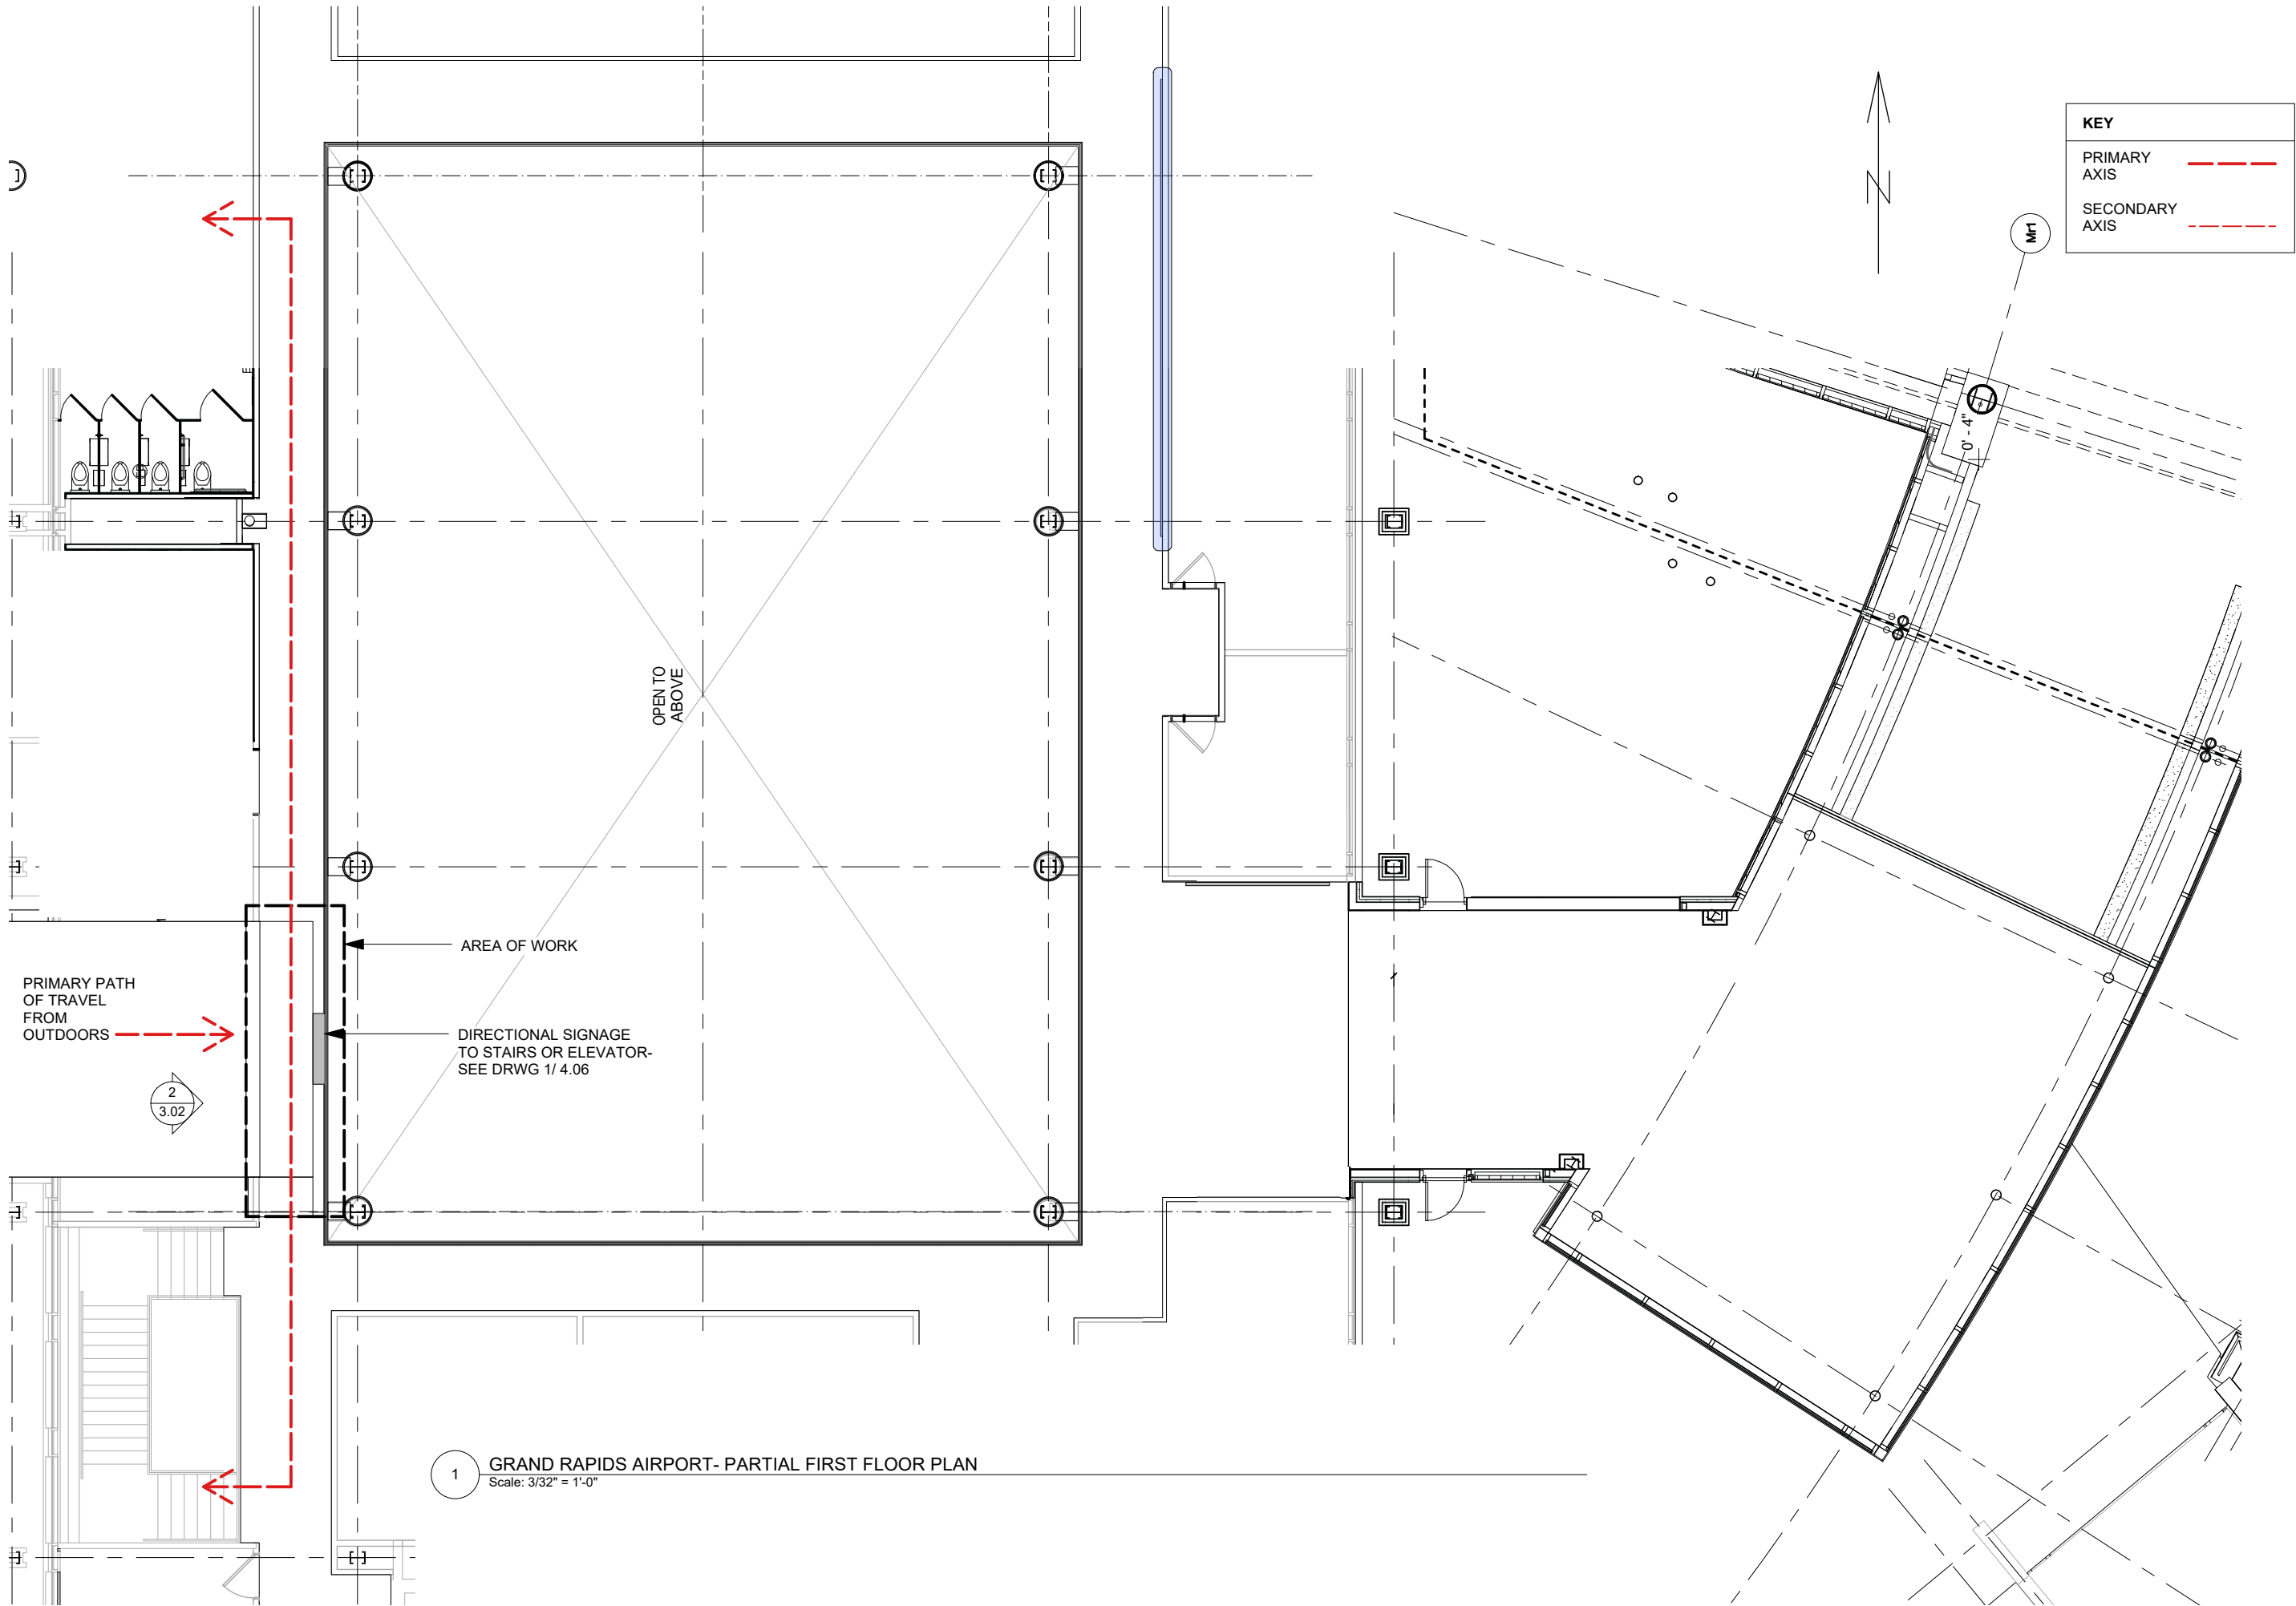 KEY
PRIMARY
AXIS
SECONDARY
AXIS
N
Mr1
0' - 4"
OPEN TO
ABOVE
AREA OF WORK
PRIMARY PATH
OF TRAVEL
FROM
OUTDOORS
DIRECTIONAL SIGNAGE
TO STAIRS OR ELEVATOR-
SEE DRWG 1/ 4.06
2
3.02
1
GRAND RAPIDS AIRPORT- PARTIAL FIRST FLOOR PLAN
Scale: 3/32" = 1'-0"